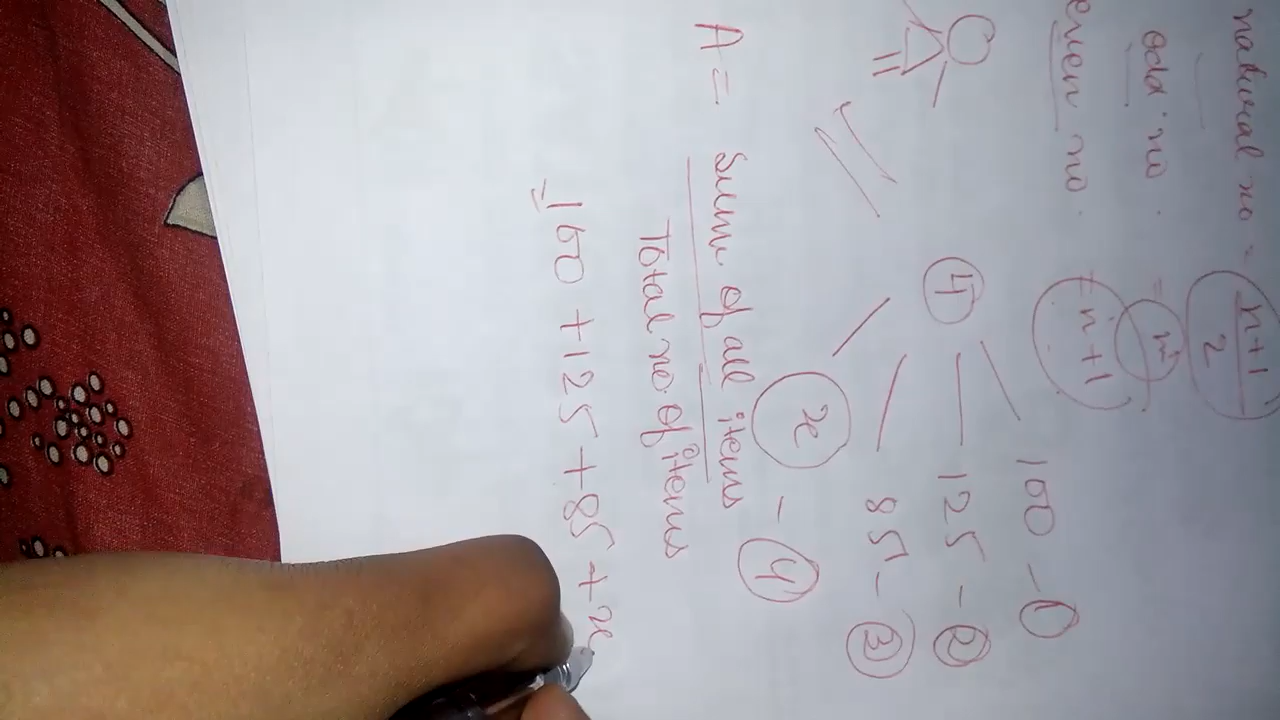 natural no = n+1/2
odd no. = n
even no. = n+1
4
100 - 1
125 - 2
85 - 3
x - 4
A = Sum of all items
Total no. of items
= 100 + 125 + 85 + x